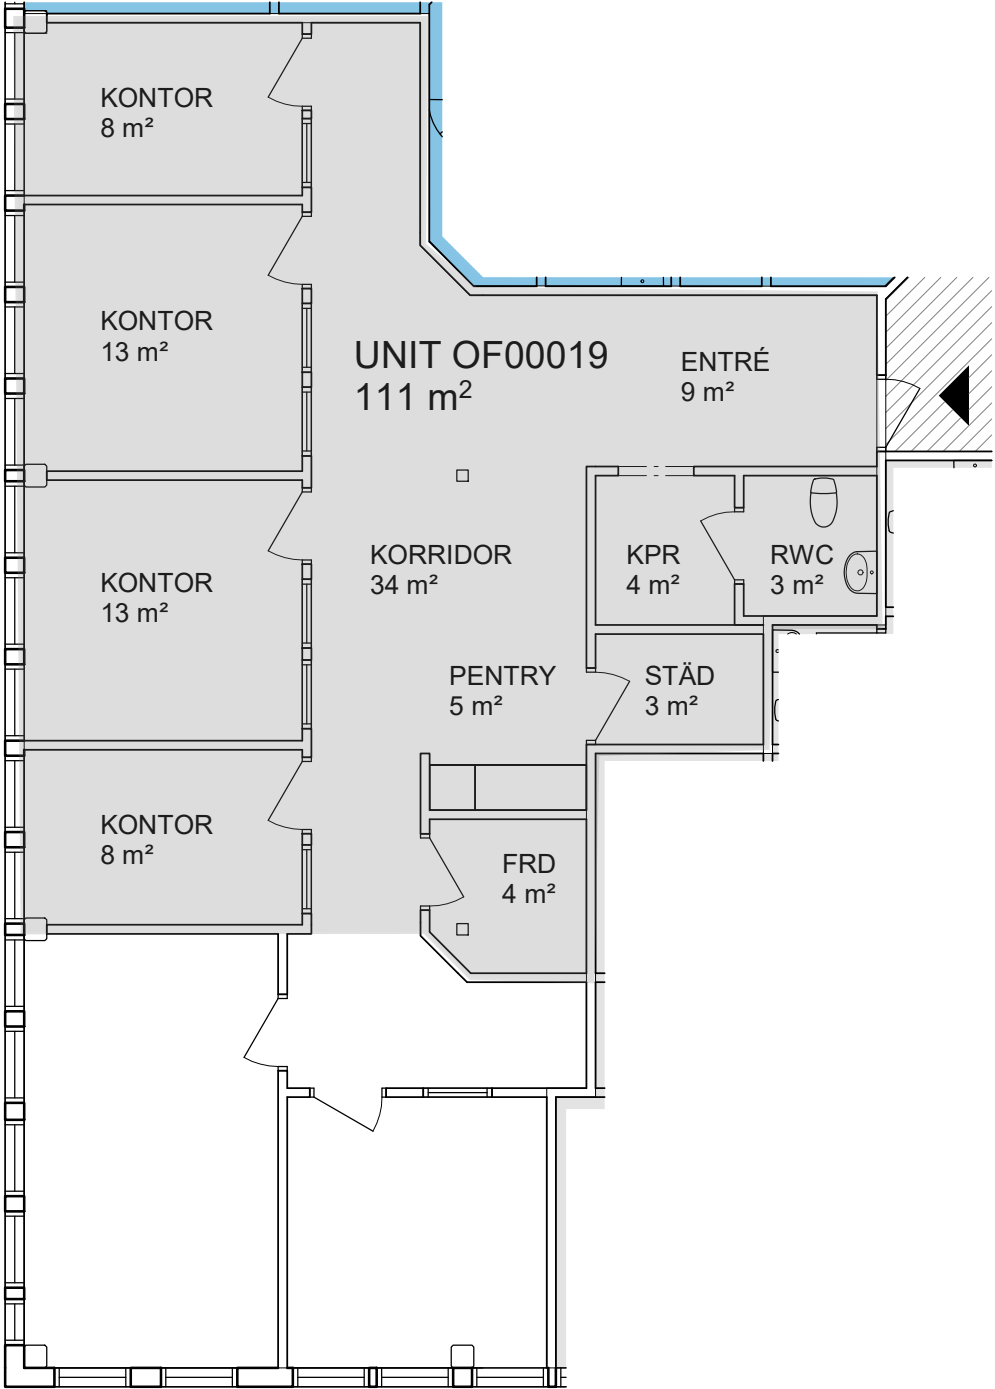 KONTOR
8 m²
KONTOR
13 m²
UNIT OF00019
111 m²
ENTRÉ
9 m²
KONTOR
13 m²
KORRIDOR
34 m²
KPR
4 m²
RWC
3 m²
PENTRY
5 m²
STÄD
3 m²
KONTOR
8 m²
FRD
4 m²